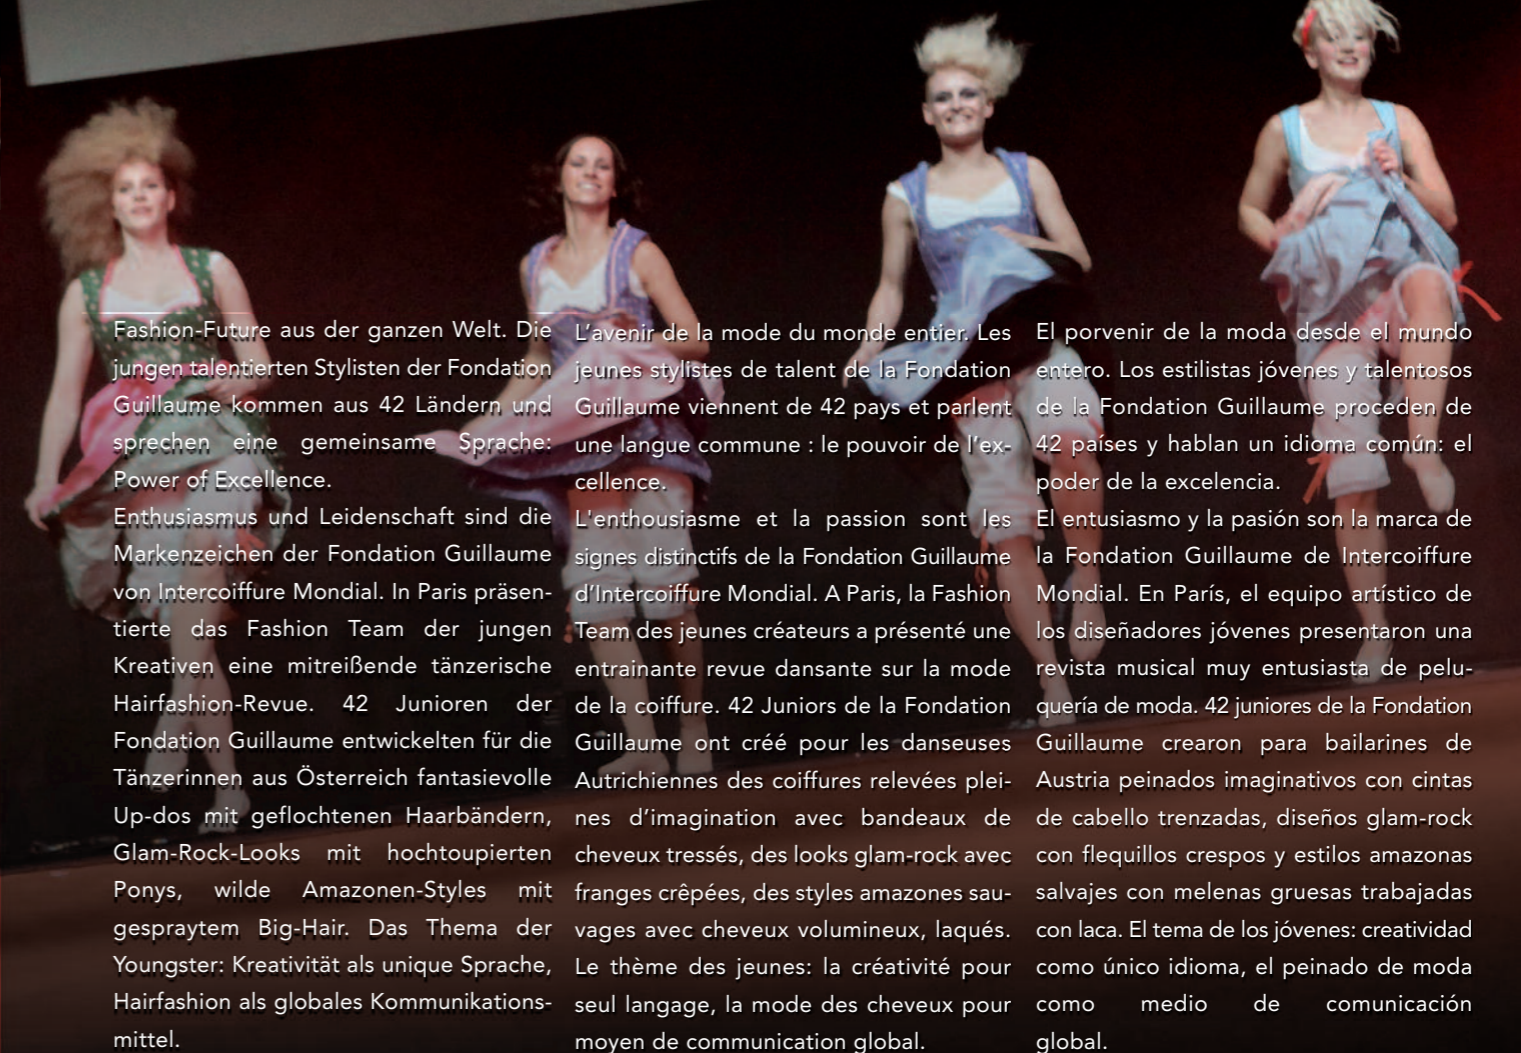 Fashion-Future aus der ganzen Welt. Die
jungen talentierten Stylisten der Fondation
Guillaume kommen aus 42 Ländern und
sprechen eine gemeinsame Sprache:
Power of Excellence.
Enthusiasmus und Leidenschaft sind die
Markenzeichen der Fondation Guillaume
von Intercoiffure Mondial. In Paris präsen-
tierte das Fashion Team der jungen
Kreativen eine mitreißende tänzerische
Hairfashion-Revue. 42 Junioren der
Fondation Guillaume entwickelten für die
Tänzerinnen aus Österreich fantasievolle
Up-dos mit geflochtenen Haarbändern,
Glam-Rock-Looks mit hochtoupierten
Ponys, wilde Amazonen-Styles mit
gespraytem Big-Hair. Das Thema der
Youngster: Kreativität als unique Sprache,
Hairfashion als globales Kommunikations-
mittel.
L'avenir de la mode du monde entier. Les
jeunes stylistes de talent de la Fondation
Guillaume viennent de 42 pays et parlent
une langue commune : le pouvoir de l'ex-
cellence.
L'enthousiasme et la passion sont les
signes distinctifs de la Fondation Guillaume
d'Intercoiffure Mondial. A Paris, la Fashion
Team des jeunes créateurs a présenté une
entrainante revue dansante sur la mode
de la coiffure. 42 Juniors de la Fondation
Guillaume ont créé pour les danseuses
Autrichiennes des coiffures relevées plei-
nes d'imagination avec bandeaux de
cheveux tressés, des looks glam-rock avec
franges crêpées, des styles amazones sau-
vages avec cheveux volumineux, laqués.
Le thème des jeunes: la créativité pour
seul langage, la mode des cheveux pour
moyen de communication global.
El porvenir de la moda desde el mundo
entero. Los estilistas jóvenes y talentosos
de la Fondation Guillaume proceden de
42 países y hablan un idioma común: el
poder de la excelencia.
El entusiasmo y la pasión son la marca de
la Fondation Guillaume de Intercoiffure
Mondial. En París, el equipo artístico de
los diseñadores jóvenes presentaron una
revista musical muy entusiasta de pelu-
quería de moda. 42 juniores de la Fondation
Guillaume crearon para bailarines de
Austria peinados imaginativos con cintas
de cabello trenzadas, diseños glam-rock
con flequillos crespos y estilos amazonas
salvajes con melenas gruesas trabajadas
con laca. El tema de los jóvenes: creatividad
como único idioma, el peinado de moda
como medio de comunicación
global.